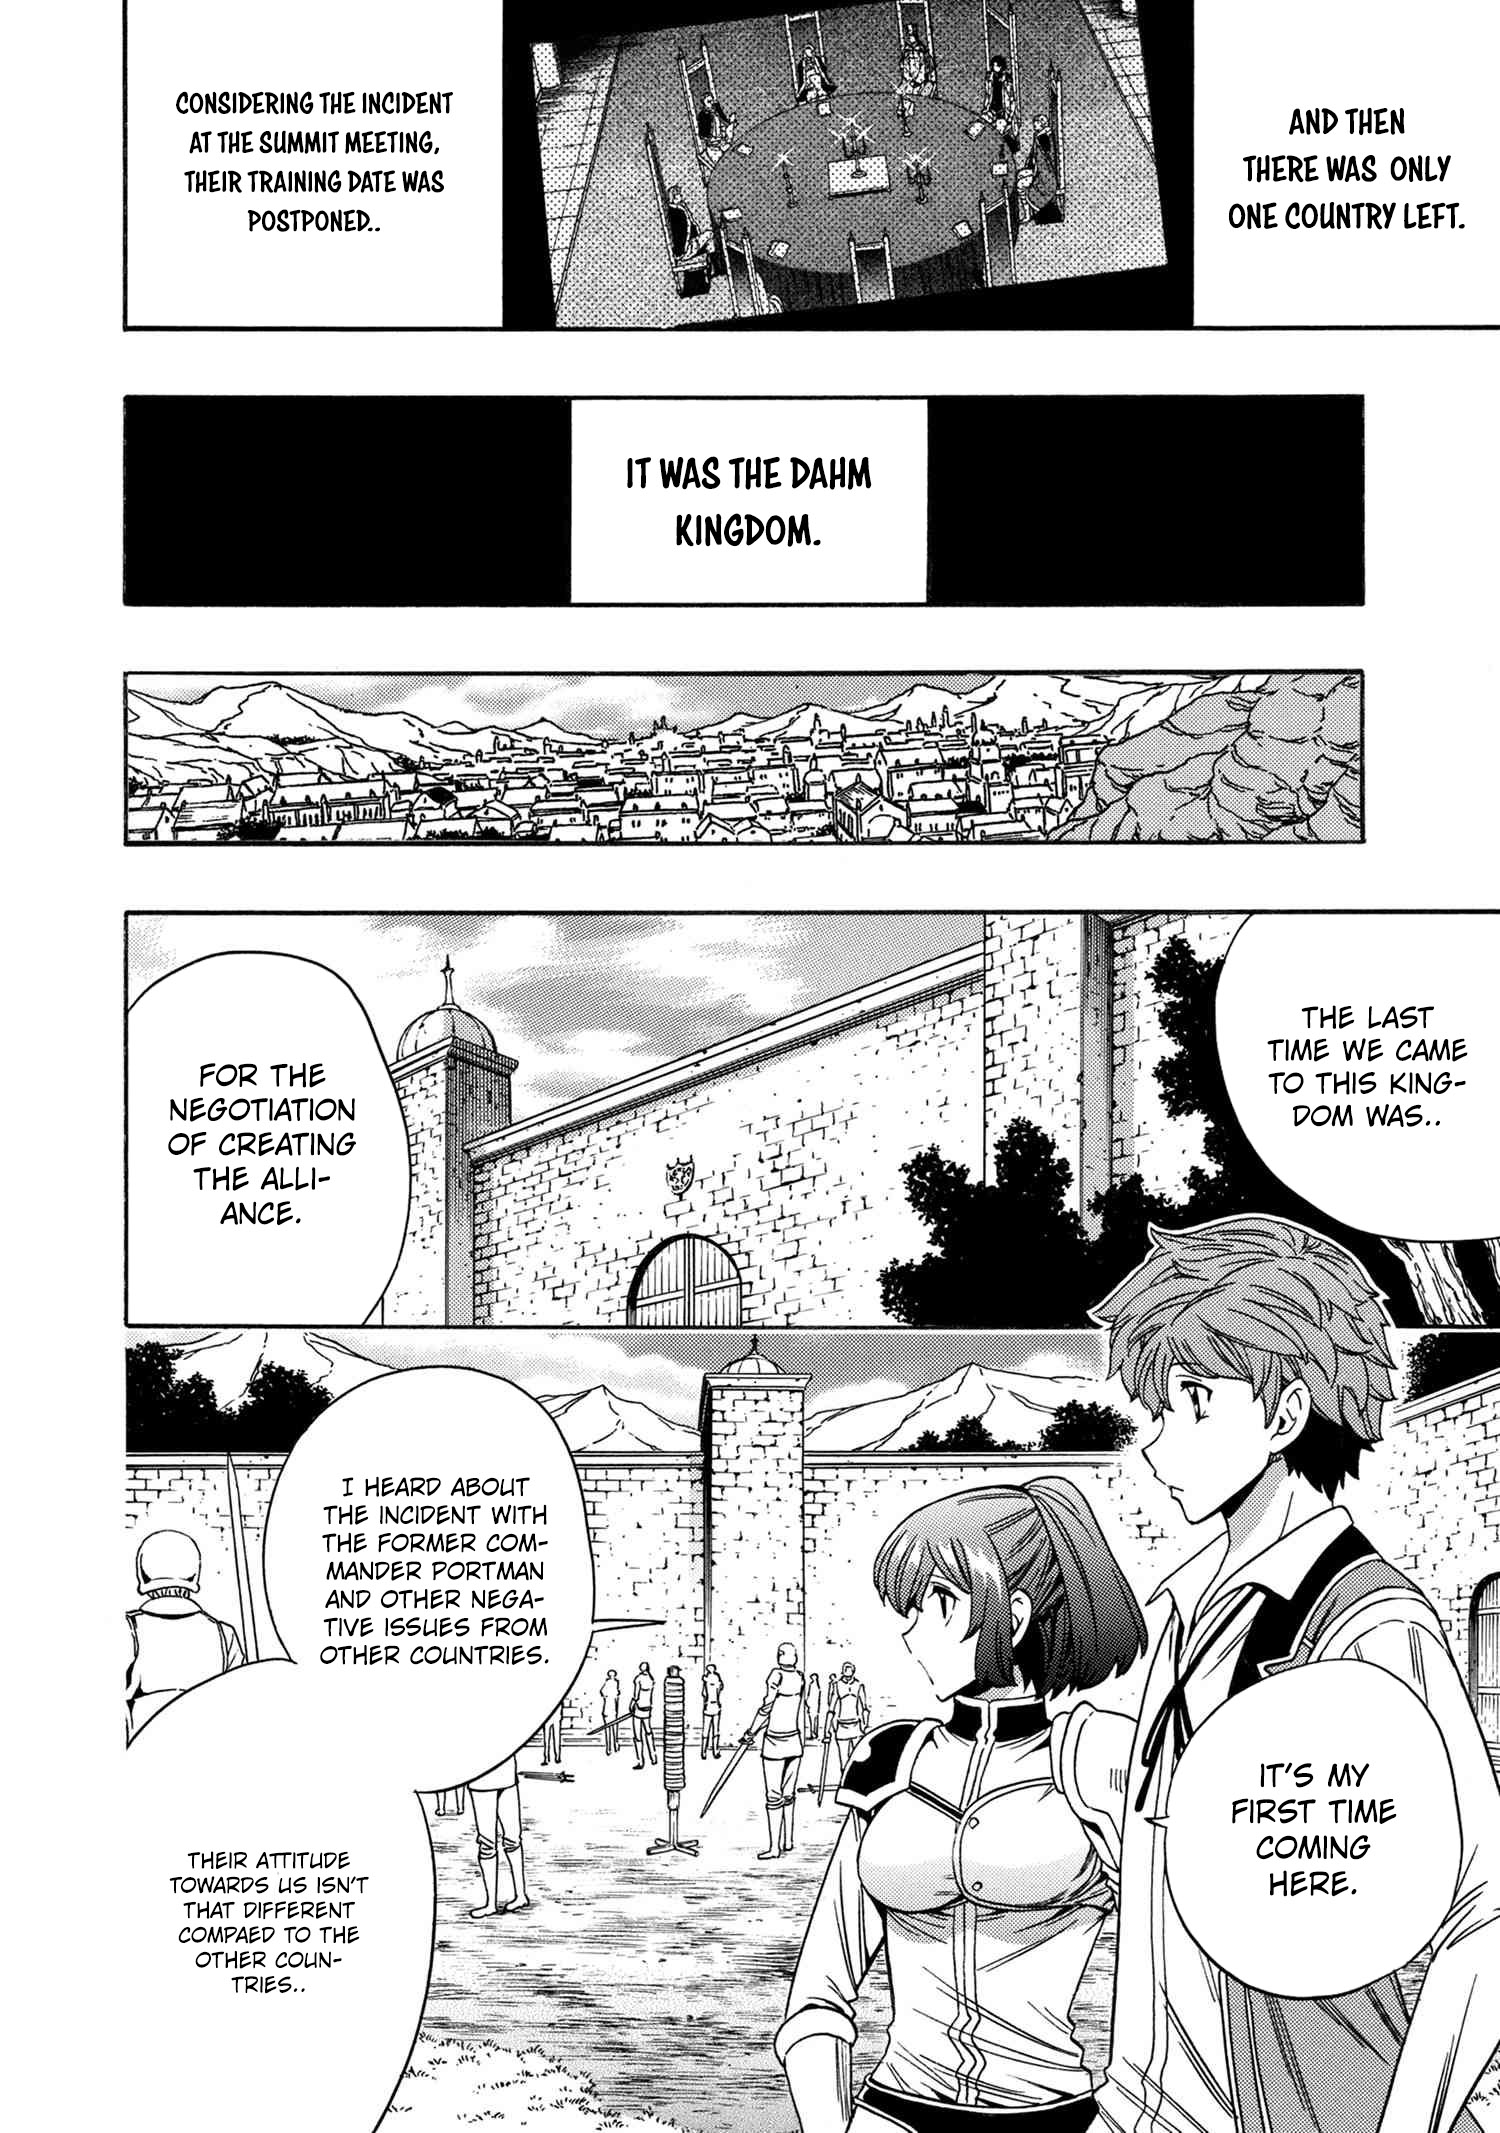 AND THEN
THERE WAS ONLY
ONE COUNTRY LEFT.
CONSIDERING THE INCIDENT
AT THE SUMMIT MEETING,
THEIR TRAINING DATE WAS
POSTPONED..
IT WAS THE DAHM
KINGDOM.
THE LAST
TIME WE CAME
TO THIS KING-
DOM WAS..
FOR THE
NEGOTIATION
OF CREATING
THE ALLI-
ANCE.
IT'S MY
FIRST TIME
COMING
HERE.
I HEARD ABOUT
THE INCIDENT WITH
THE FORMER COM-
MANDER PORTMAN
AND OTHER NEGA-
TIVE ISSUES FROM
OTHER COUNTRIES.
THEIR ATTITUDE
TOWARDS US ISN'T
THAT DIFFERENT
COMPAED TO THE
OTHER COUN-
TRIES..